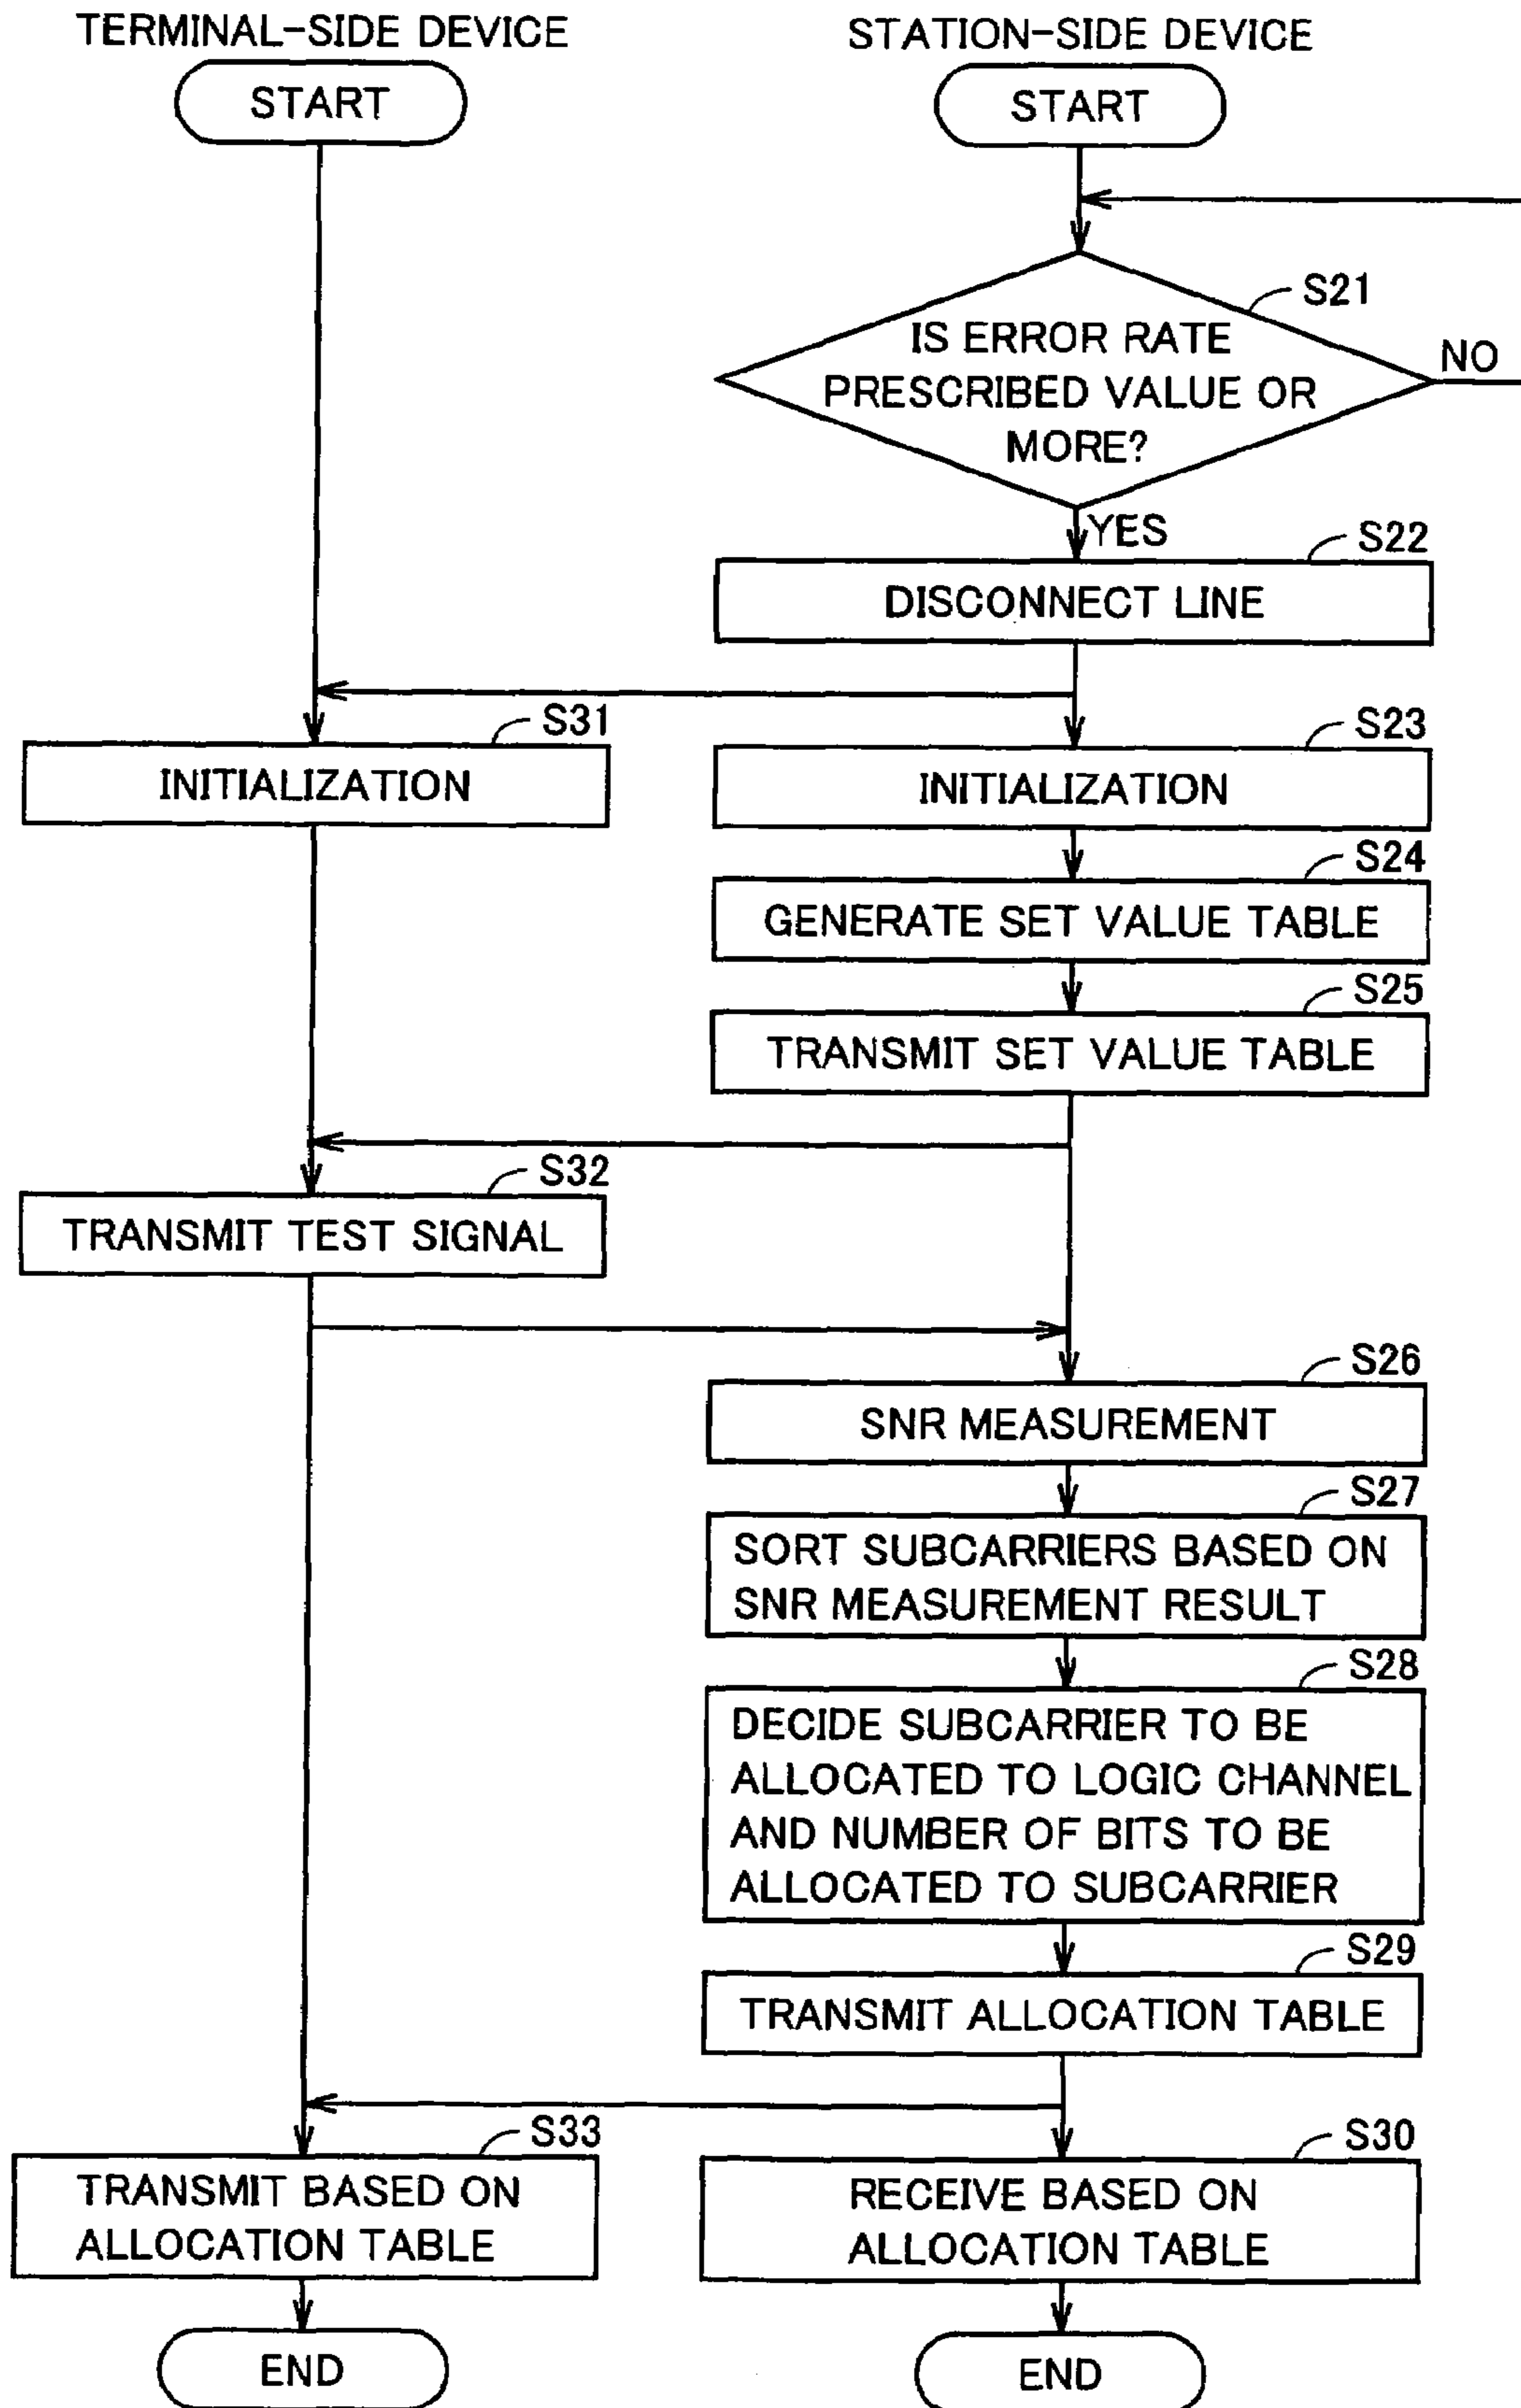 TERMINAL-SIDE DEVICE
STATION-SIDE DEVICE
START
START
S21
IS ERROR RATE
PRESCRIBED VALUE OR
MORE?
NO
YES
S22
DISCONNECT LINE
S31
INITIALIZATION
S23
INITIALIZATION
S24
GENERATE SET VALUE TABLE
S25
TRANSMIT SET VALUE TABLE
S32
TRANSMIT TEST SIGNAL
S26
SNR MEASUREMENT
S27
SORT SUBCARRIERS BASED ON
SNR MEASUREMENT RESULT
S28
DECIDE SUBCARRIER TO BE
ALLOCATED TO LOGIC CHANNEL
AND NUMBER OF BITS TO BE
ALLOCATED TO SUBCARRIER
S29
TRANSMIT ALLOCATION TABLE
S33
TRANSMIT BASED ON
ALLOCATION TABLE
S30
RECEIVE BASED ON
ALLOCATION TABLE
END
END